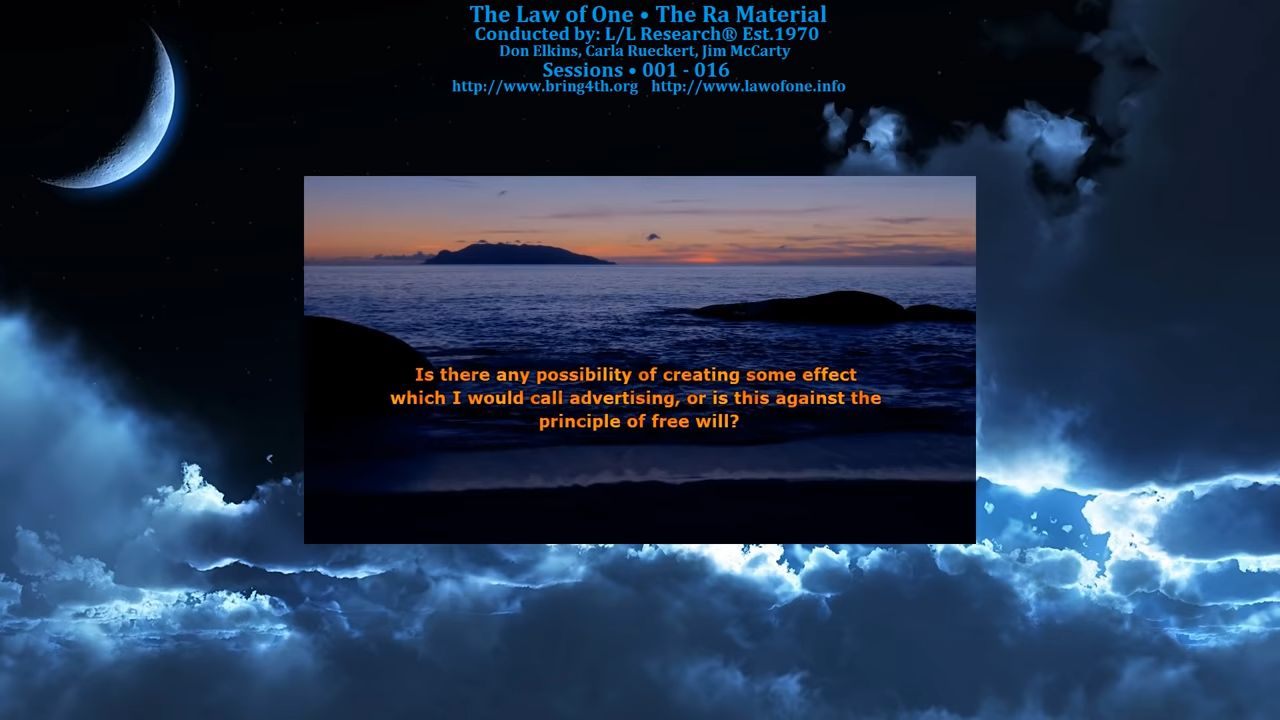 The Law of One • The Ra Material
Conducted by: L/L Research® Est.1970
Don Elkins, Carla Rueckert, Jim McCarty
Sessions • 001 - 016
http://www.bring4th.org http://www.lawofone.info
Is there any possibility of creating some effect
which I would call advertising, or is this against the
principle of free will?